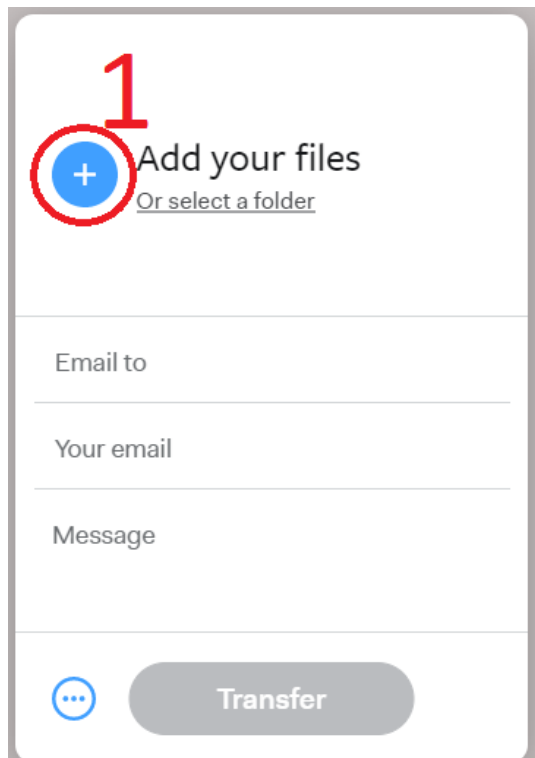 1
Add your files
Or select a folder
Email to
Your email
Message
Transfer